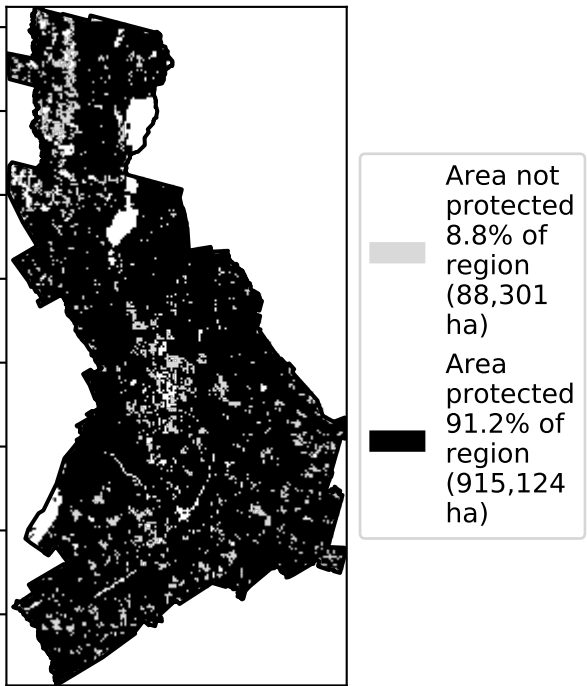 Area not
protected
8.8% of
region
(88,301
ha)
Area
protected
91.2% of
region
(915,124
ha)